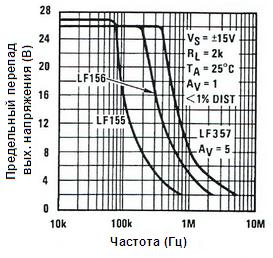 Предельный перепад
вых. напряжения (В)
28
24
20
16
12
8
4
0
VS = ±15V
RL = 2k
TA = 25°C
AV = 1
<1% DIST
LF156
LF155
LF357
AV = 5
10k 100k 1M 10M
Частота (Гц)